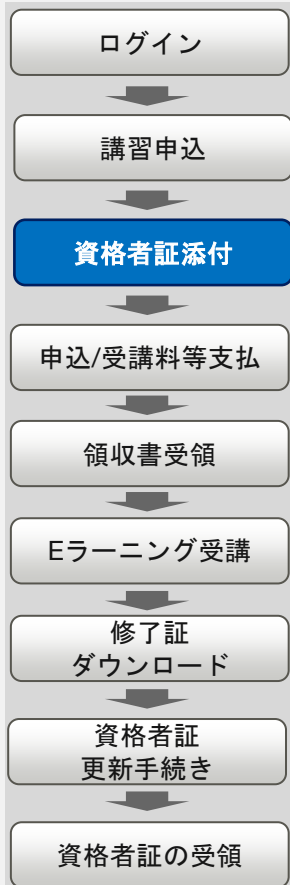 ログイン
講習申込
資格者証添付
申込/受講料等支払
領収書受領
Eラーニング受講
修了証
ダウンロード
資格者証
更新手続き
資格者証の受領